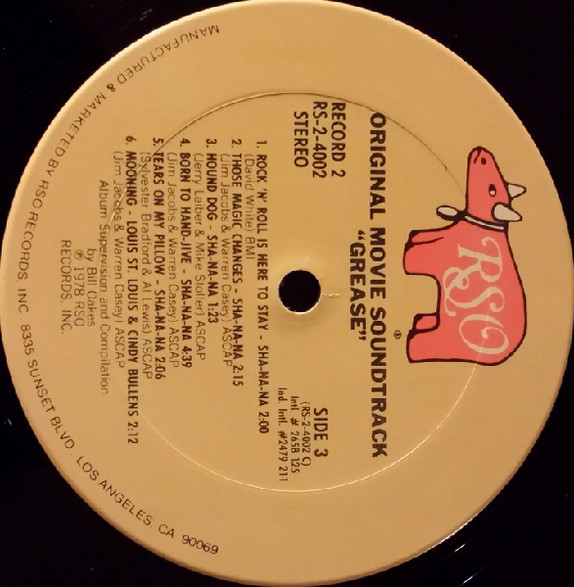 RSO
®
ORIGINAL MOVIE SOUNDTRACK
"GREASE"
RECORD 2
RS-2-4002
STEREO
SIDE 3
(RS-2-4002 C)
Intl. # 2658 125
Ind. Intl. #2479 211
1. ROCK 'N' ROLL IS HERE TO STAY - SHA-NA-NA 2:00
(David White) BMI
2. THOSE MAGIC CHANGES - SHA-NA-NA 2:15
(Jim Jacobs & Warren Casey) ASCAP
3. HOUND DOG - SHA-NA-NA 1:23
(Jerry Leiber & Mike Stoller) ASCAP
4. BORN TO HAND-JIVE - SHA-NA-NA 4:39
(Jim Jacobs & Warren Casey) ASCAP
5. TEARS ON MY PILLOW - SHA-NA-NA 2:06
(Sylvester Bradford & Al Lewis) ASCAP
6. MOONING - LOUIS ST. LOUIS & CINDY BULLENS 2:12
(Jim Jacobs & Warren Casey) ASCAP
Album Supervision and Compilation
by Bill Oakes
℗ 1978 RSO
RECORDS, INC.
MANUFACTURED & MARKETED BY RSO RECORDS, INC. 8335 SUNSET BLVD. LOS ANGELES, CA 90069